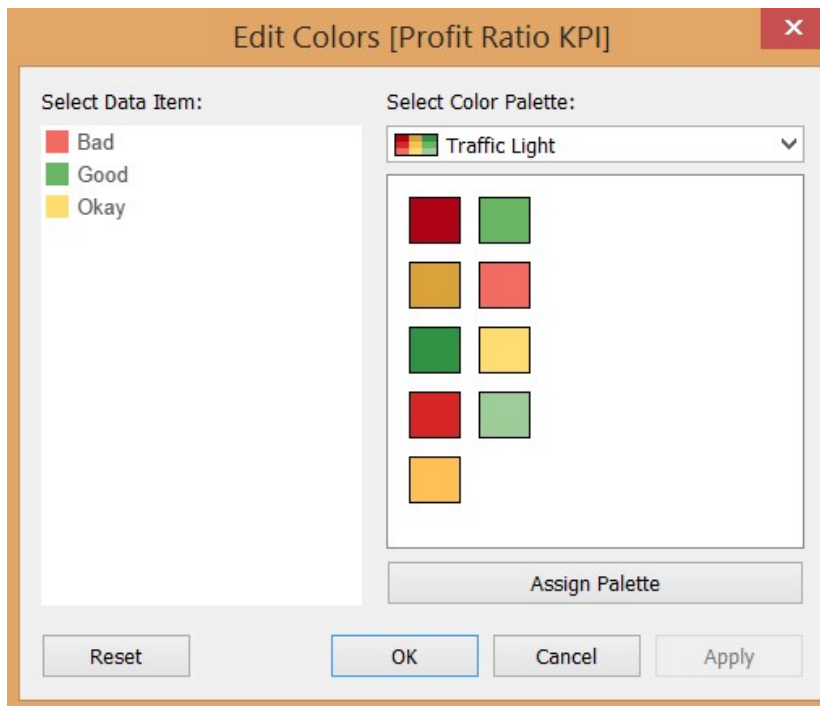 Edit Colors [Profit Ratio KPI]
Select Data Item:
Bad
Good
Okay
Select Color Palette:
Traffic Light
Assign Palette
Reset
OK
Cancel
Apply